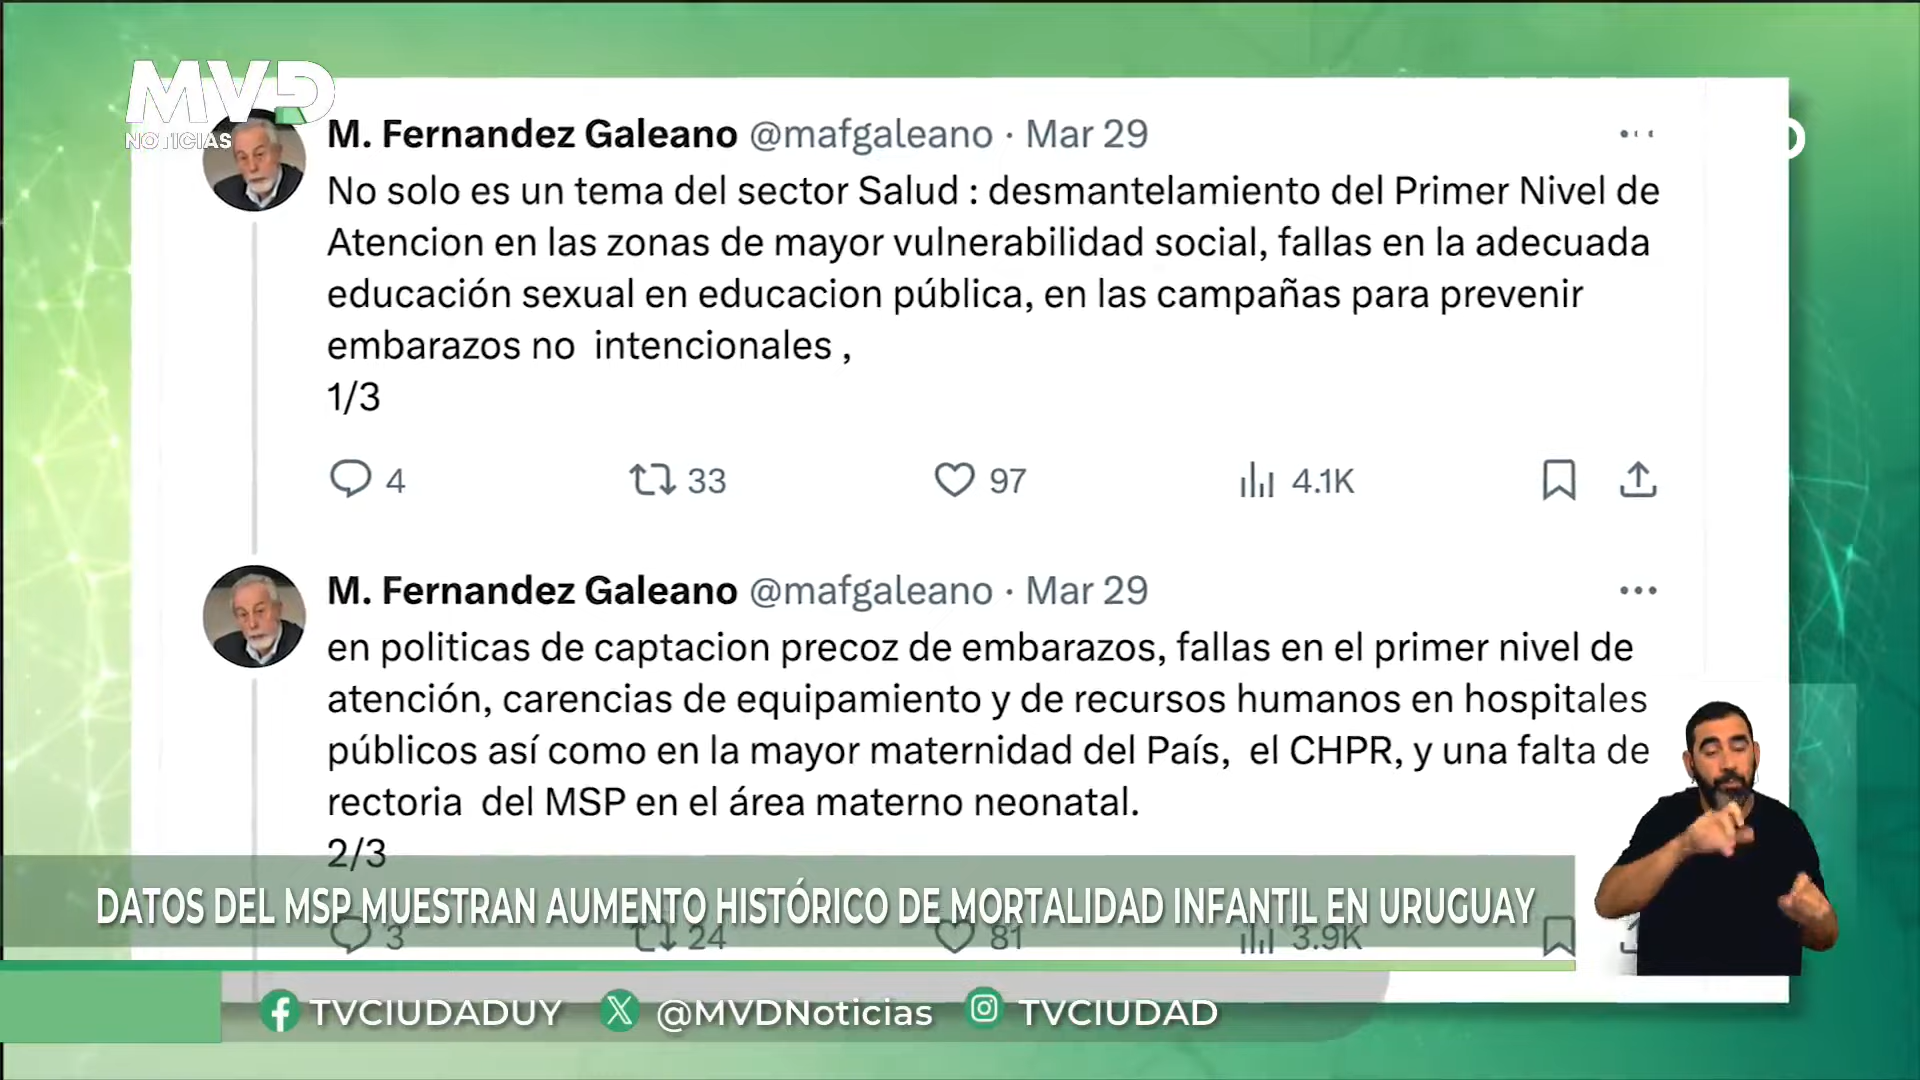 MVD
NOTICIAS
M. Fernandez Galeano @mafgaleano · Mar 29
No solo es un tema del sector Salud : desmantelamiento del Primer Nivel de
Atencion en las zonas de mayor vulnerabilidad social, fallas en la adecuada
educación sexual en educacion pública, en las campañas para prevenir
embarazos no intencionales ,
1/3
4 33 97 4.1K
M. Fernandez Galeano @mafgaleano · Mar 29
en politicas de captacion precoz de embarazos, fallas en el primer nivel de
atención, carencias de equipamiento y de recursos humanos en hospitales
públicos así como en la mayor maternidad del País, el CHPR, y una falta de
rectoria del MSP en el área materno neonatal.
2/3
DATOS DEL MSP MUESTRAN AUMENTO HISTÓRICO DE MORTALIDAD INFANTIL EN URUGUAY
3 24 81 3.9K
TVCIUDADUY @MVDNoticias TVCIUDAD